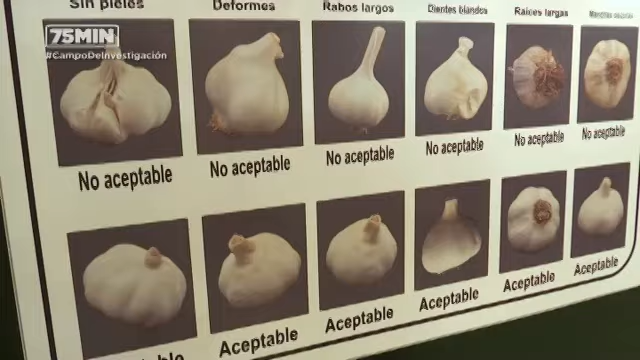 Sin pieles
Deformes
Rabos largos
Dientes blandos
Raíces largas
75MIN
#CampoDeInvestigación
No aceptable
No aceptable
No aceptable
No aceptable
No aceptable
No aceptable
Aceptable
Aceptable
Aceptable
Aceptable
Aceptable